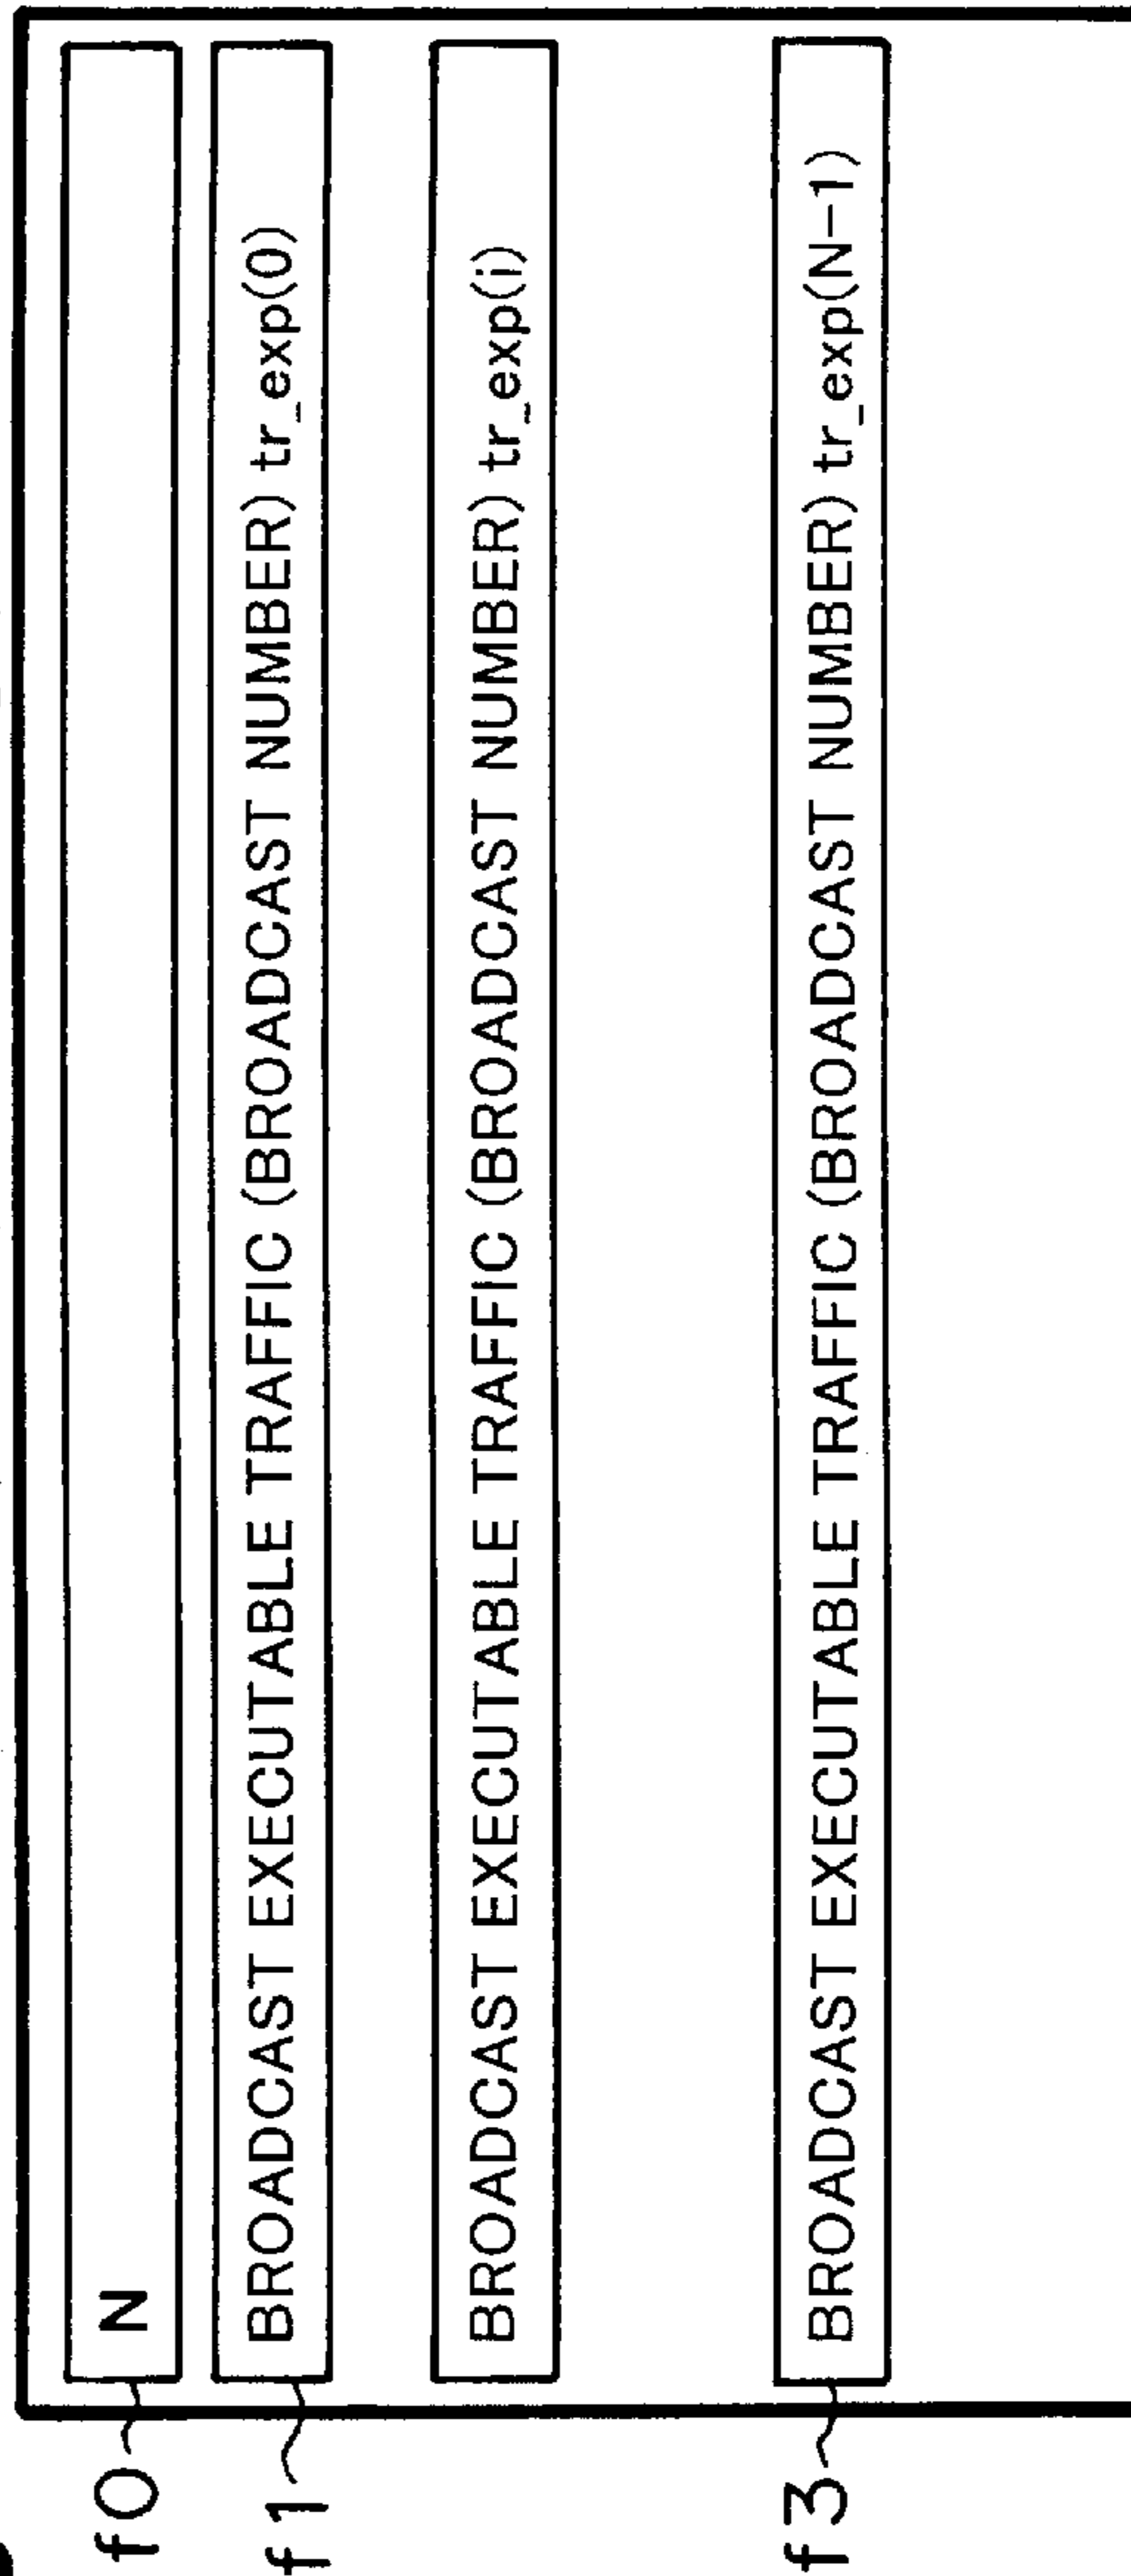 f0 N
f1 BROADCAST EXECUTABLE TRAFFIC (BROADCAST NUMBER) tr_exp(0)
BROADCAST EXECUTABLE TRAFFIC (BROADCAST NUMBER) tr_exp(i)
f3 BROADCAST EXECUTABLE TRAFFIC (BROADCAST NUMBER) tr_exp(N-1)